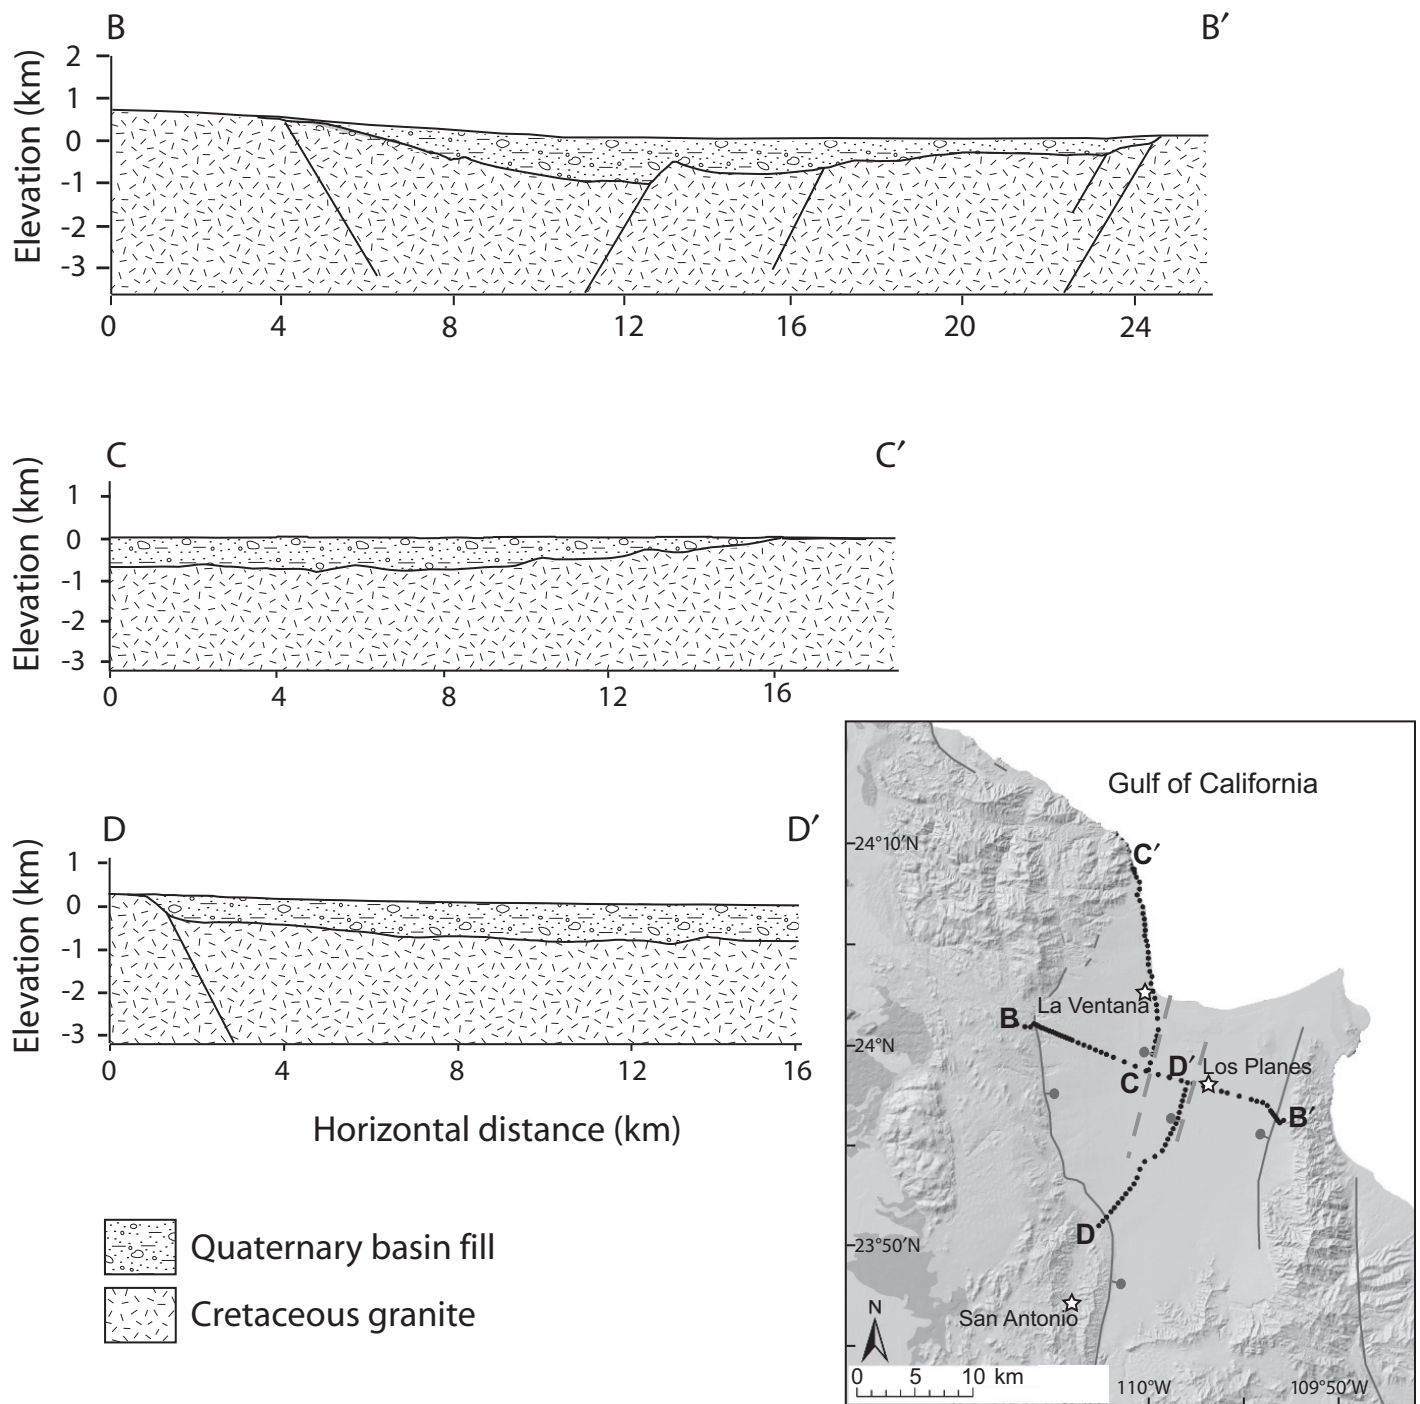 B B′
Elevation (km)
2
1
0
-1
-2
-3
0 4 8 12 16 20 24
C C′
Elevation (km)
1
0
-1
-2
-3
0 4 8 12 16
D D′
Elevation (km)
1
0
-1
-2
-3
0 4 8 12 16
Horizontal distance (km)
Quaternary basin fill
Cretaceous granite
Gulf of California
24°10′N
C′
La Ventana
B
24°N
D′ Los Planes
C
B′
D
23°50′N
San Antonio
N
0 5 10 km
110°W 109°50′W